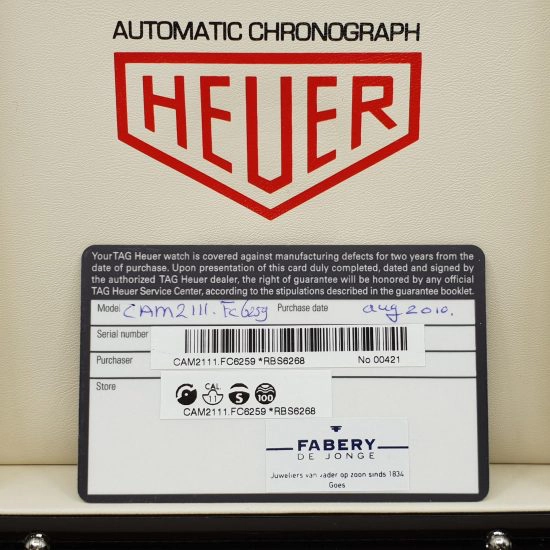 AUTOMATIC CHRONOGRAPH
HEUER
Your TAG Heuer watch is covered against manufacturing defects for two years from the
date of purchase. Upon presentation of this card duly completed, dated and signed by
the authorized TAG Heuer dealer, the right of guarantee will be honored by any official
TAG Heuer Service Center, according to the stipulations described in the guarantee booklet.
Model CAM2111.FC6259 Purchase date aug 2010.
Serial number
Purchaser CAM2111.FC6259 *RBS6268 No 00421
Store
CAL. 11 S 100
CAM2111.FC6259 *RBS6268
FABERY
DE JONGE
Juweliers van vader op zoon sinds 1834
Goes